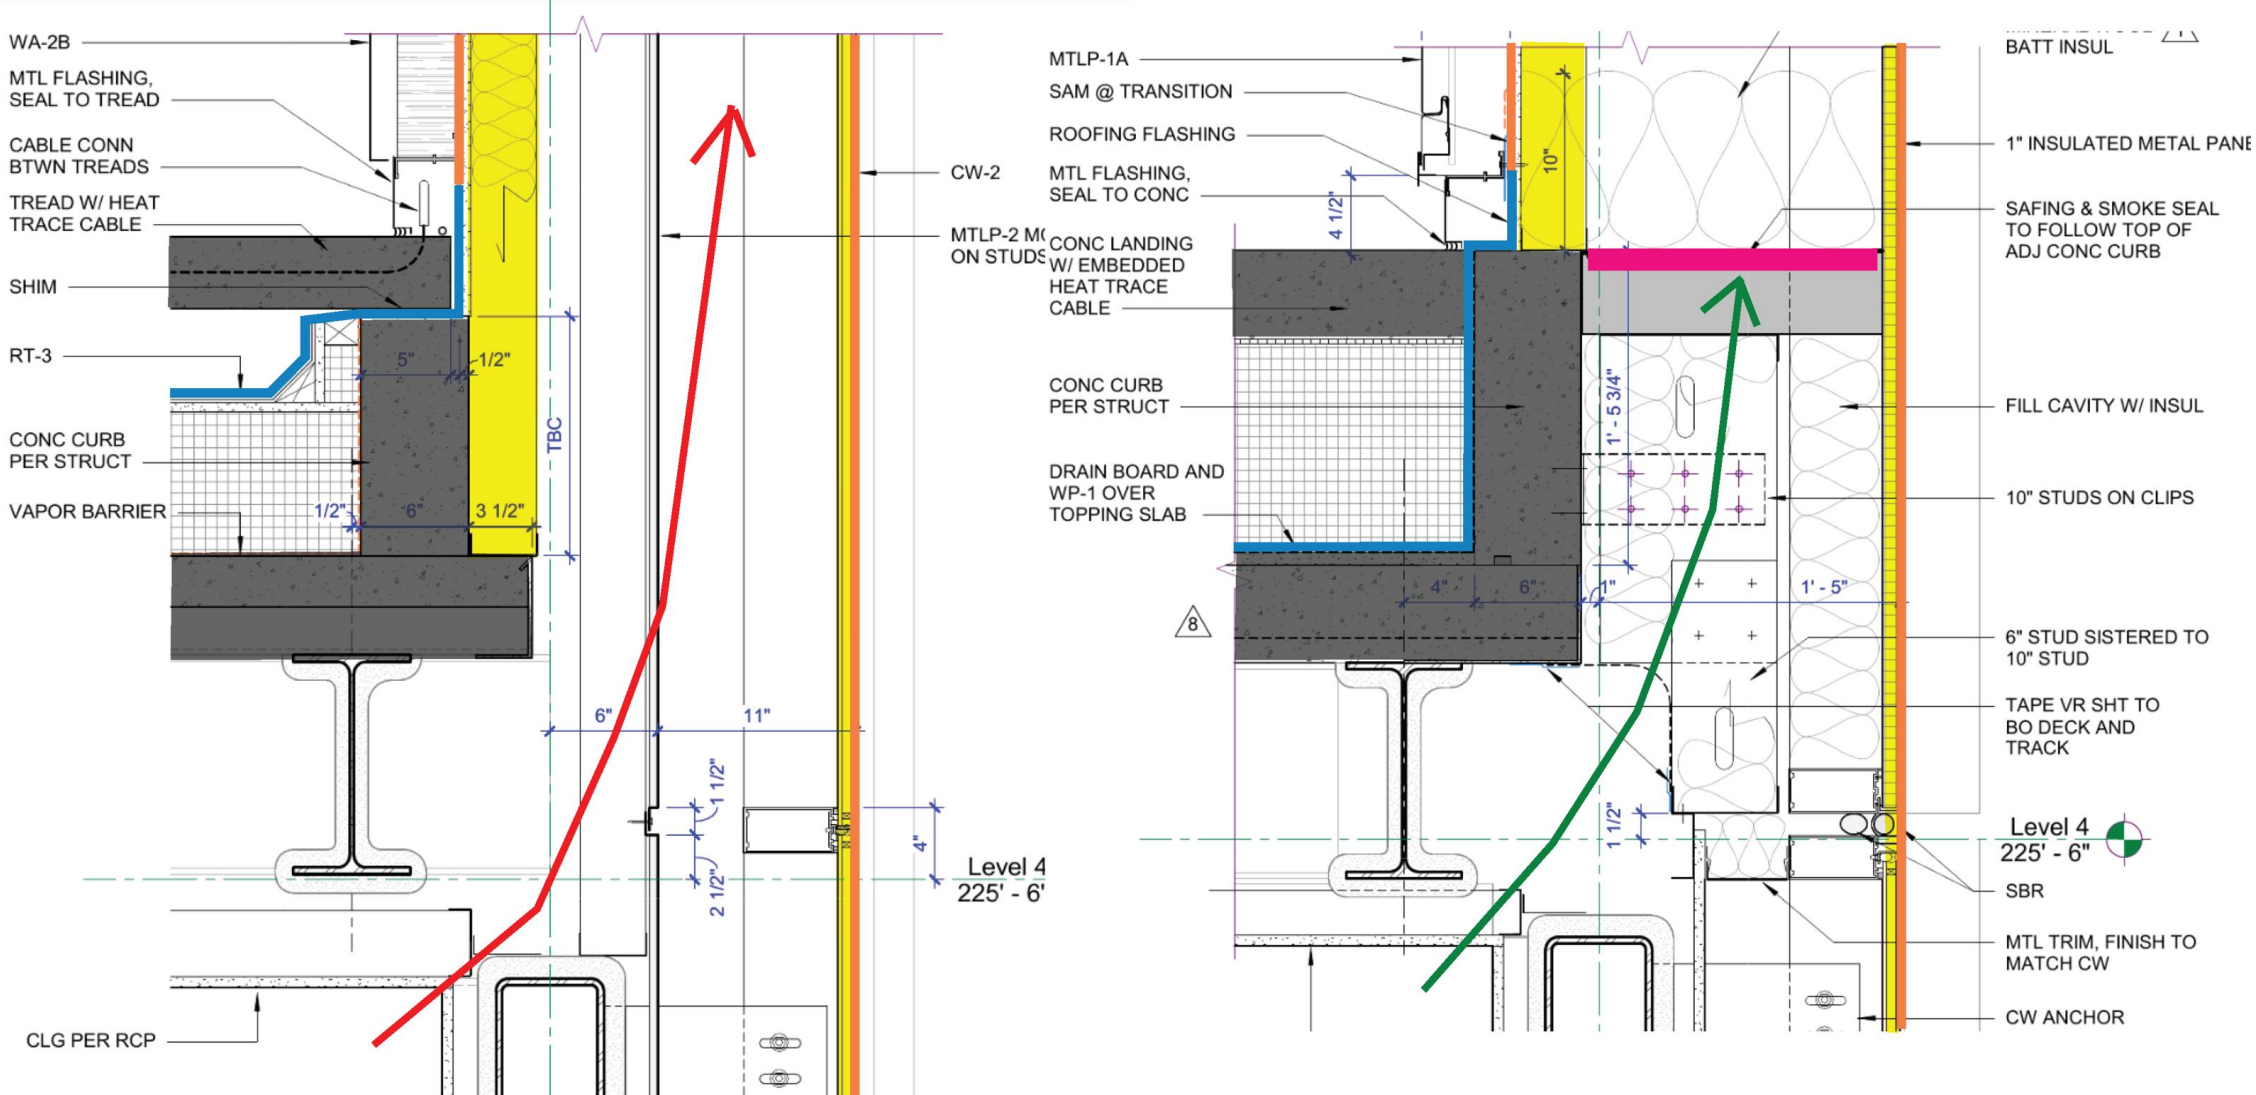 WA-2B
MTL FLASHING,
SEAL TO TREAD
CABLE CONN
BTWN TREADS
TREAD W/ HEAT
TRACE CABLE
SHIM
RT-3
CONC CURB
PER STRUCT
VAPOR BARRIER
CLG PER RCP
5"
1/2"
TBC
1/2"
6"
3 1/2"
6"
11"
1 1/2"
2 1/2"
4"
CW-2
MTLP-2
ON STUDS
Level 4
225' - 6"
MTLP-1A
SAM @ TRANSITION
ROOFING FLASHING
MTL FLASHING,
SEAL TO CONC
CONC LANDING
W/ EMBEDDED
HEAT TRACE
CABLE
CONC CURB
PER STRUCT
DRAIN BOARD AND
WP-1 OVER
TOPPING SLAB
8
4 1/2"
10"
1' - 5 3/4"
4"
6"
1"
1' - 5"
1 1/2"
BATT INSUL
1" INSULATED METAL
SAFING & SMOKE SEAL
TO FOLLOW TOP OF
ADJ CONC CURB
FILL CAVITY W/ INSUL
10" STUDS ON CLIPS
6" STUD SISTERED TO
10" STUD
TAPE VR SHT TO
BO DECK AND
TRACK
Level 4
225' - 6"
SBR
MTL TRIM, FINISH TO
MATCH CW
CW ANCHOR